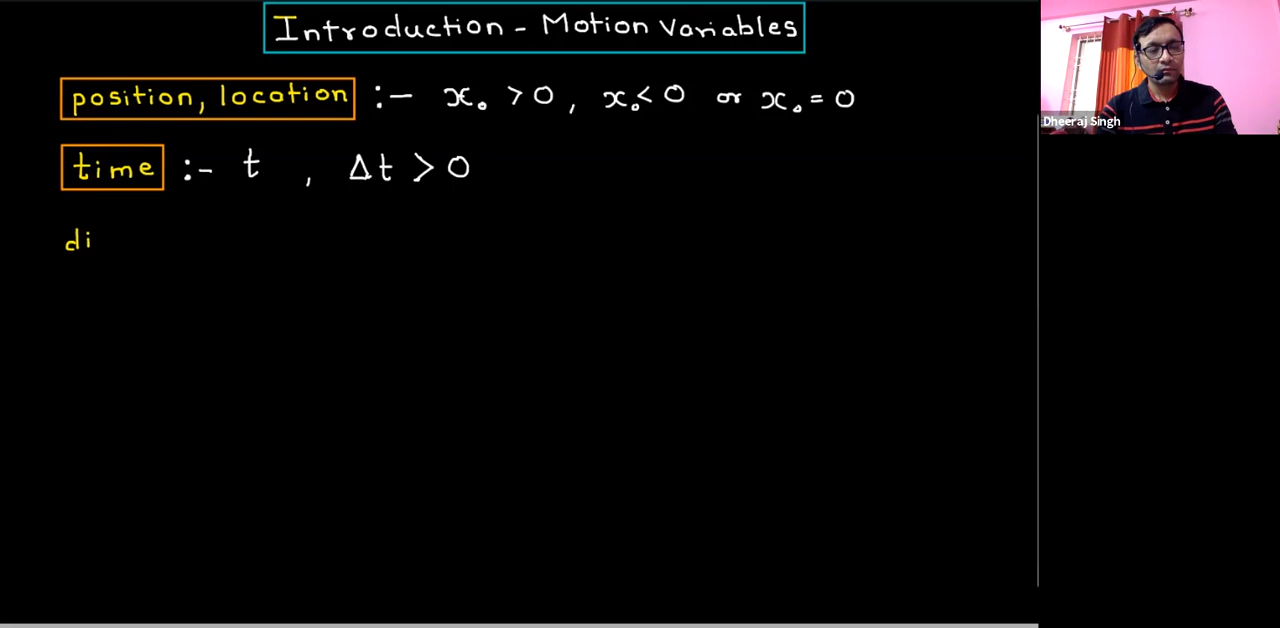 Introduction - Motion Variables
position, location :- x₀ > 0, x₀ < 0 or x₀ = 0
Dheeraj Singh
time :- t , Δt > 0
di